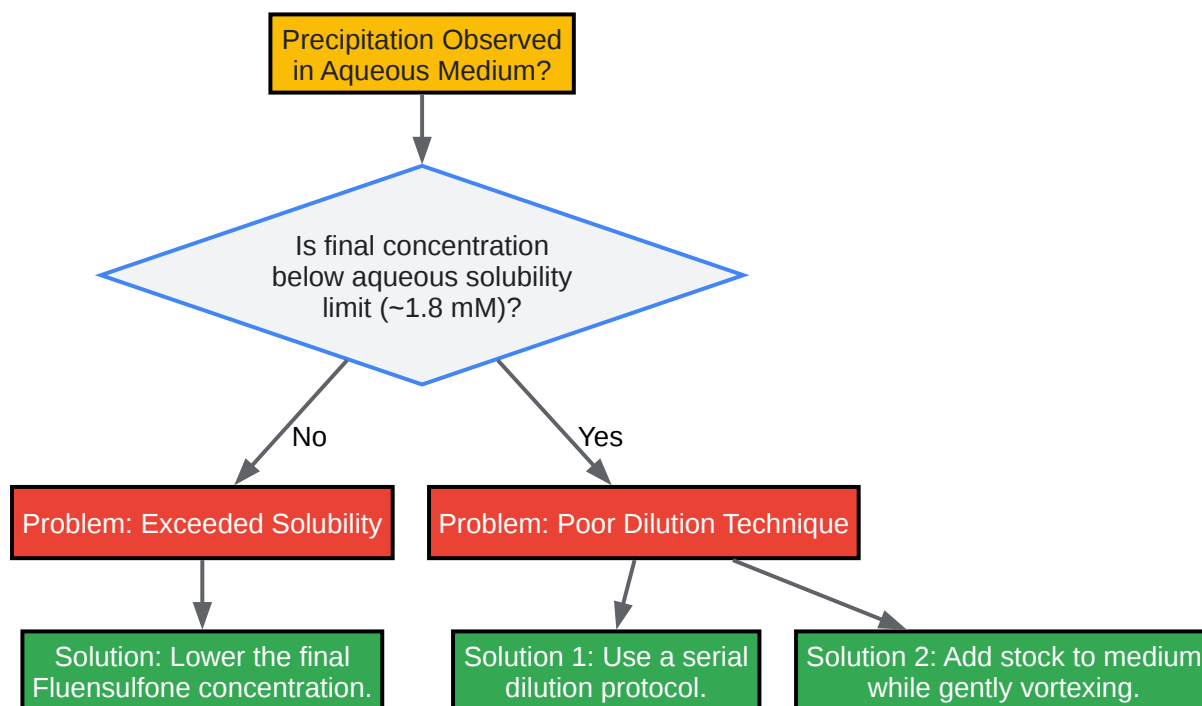 Precipitation Observed
in Aqueous Medium?
Is final concentration
below aqueous solubility
limit (~1.8 mM)?
No
Yes
Problem: Exceeded Solubility
Problem: Poor Dilution Technique
Solution: Lower the final
Fluensulfone concentration.
Solution 1: Use a serial
dilution protocol.
Solution 2: Add stock to medium
while gently vortexing.